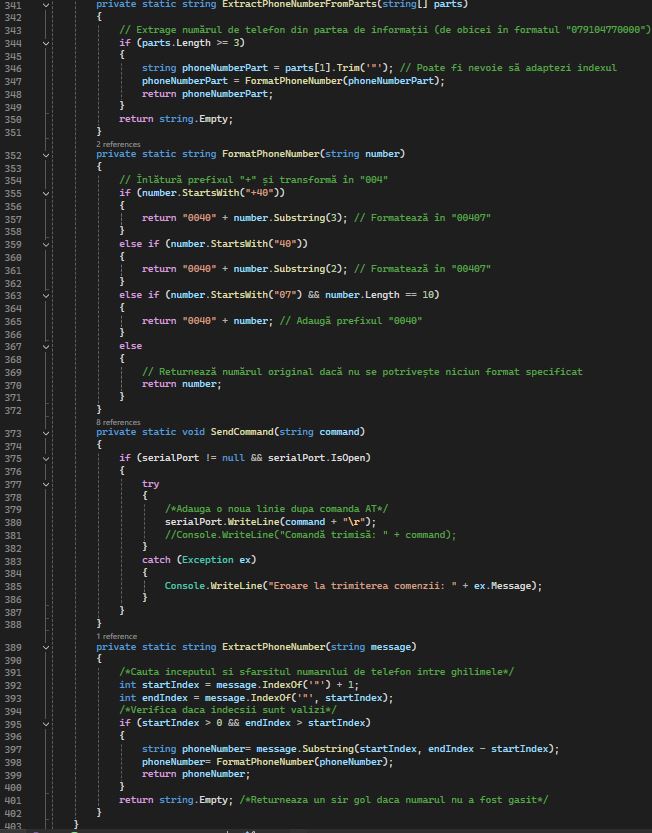 341 private static string ExtractPhoneNumberFromParts(string[] parts)
342 {
343 // Extrage numărul de telefon din partea de informații (de obicei în formatul "079104770000")
344 if (parts.Length >= 3)
345 {
346 string phoneNumberPart = parts[1].Trim('"'); // Poate fi nevoie să adaptezi indexul
347 phoneNumberPart = FormatPhoneNumber(phoneNumberPart);
348 return phoneNumberPart;
349 }
350 return string.Empty;
351 }
2 references
352 private static string FormatPhoneNumber(string number)
353 {
354 // Înlătură prefixul "+" și transformă în "004"
355 if (number.StartsWith("+40"))
356 {
357 return "0040" + number.Substring(3); // Formatează în "00407"
358 }
359 else if (number.StartsWith("40"))
360 {
361 return "0040" + number.Substring(2); // Formatează în "00407"
362 }
363 else if (number.StartsWith("07") && number.Length == 10)
364 {
365 return "0040" + number; // Adaugă prefixul "0040"
366 }
367 else
368 {
369 // Returnează numărul original dacă nu se potrivește niciun format specificat
370 return number;
371 }
372 }
8 references
373 private static void SendCommand(string command)
374 {
375 if (serialPort != null && serialPort.IsOpen)
376 {
377 try
378 {
379 /*Adauga o noua linie dupa comanda AT*/
380 serialPort.WriteLine(command + "\r");
381 //Console.WriteLine("Comandă trimisă: " + command);
382 }
383 catch (Exception ex)
384 {
385 Console.WriteLine("Eroare la trimiterea comenzii: " + ex.Message);
386 }
387 }
388 }
1 reference
389 private static string ExtractPhoneNumber(string message)
390 {
391 /*Cauta inceputul si sfarsitul numarului de telefon intre ghilimele*/
392 int startIndex = message.IndexOf('"') + 1;
393 int endIndex = message.IndexOf('"', startIndex);
394 /*Verifica daca indecsii sunt valizi*/
395 if (startIndex > 0 && endIndex > startIndex)
396 {
397 string phoneNumber= message.Substring(startIndex, endIndex - startIndex);
398 phoneNumber= FormatPhoneNumber(phoneNumber);
399 return phoneNumber;
400 }
401 return string.Empty; /*Returneaza un sir gol daca numarul nu a fost gasit*/
402 }
403 }